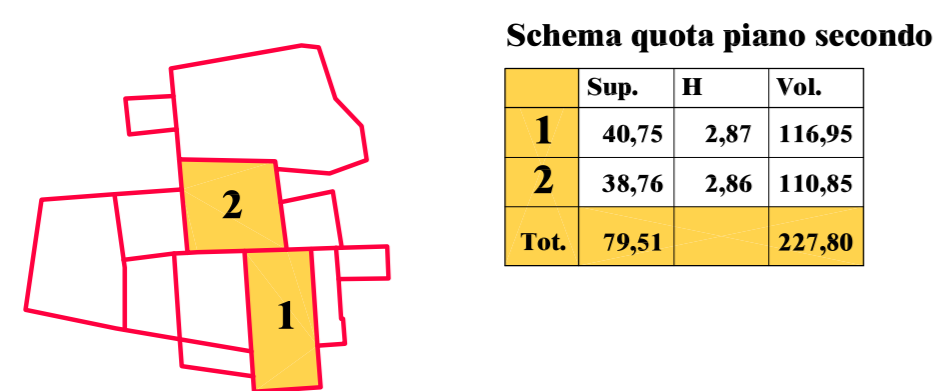 Schema quota piano secondo
Sup. H Vol.
1 40,75 2,87 116,95
2 38,76 2,86 110,85
Tot. 79,51 227,80
2
1